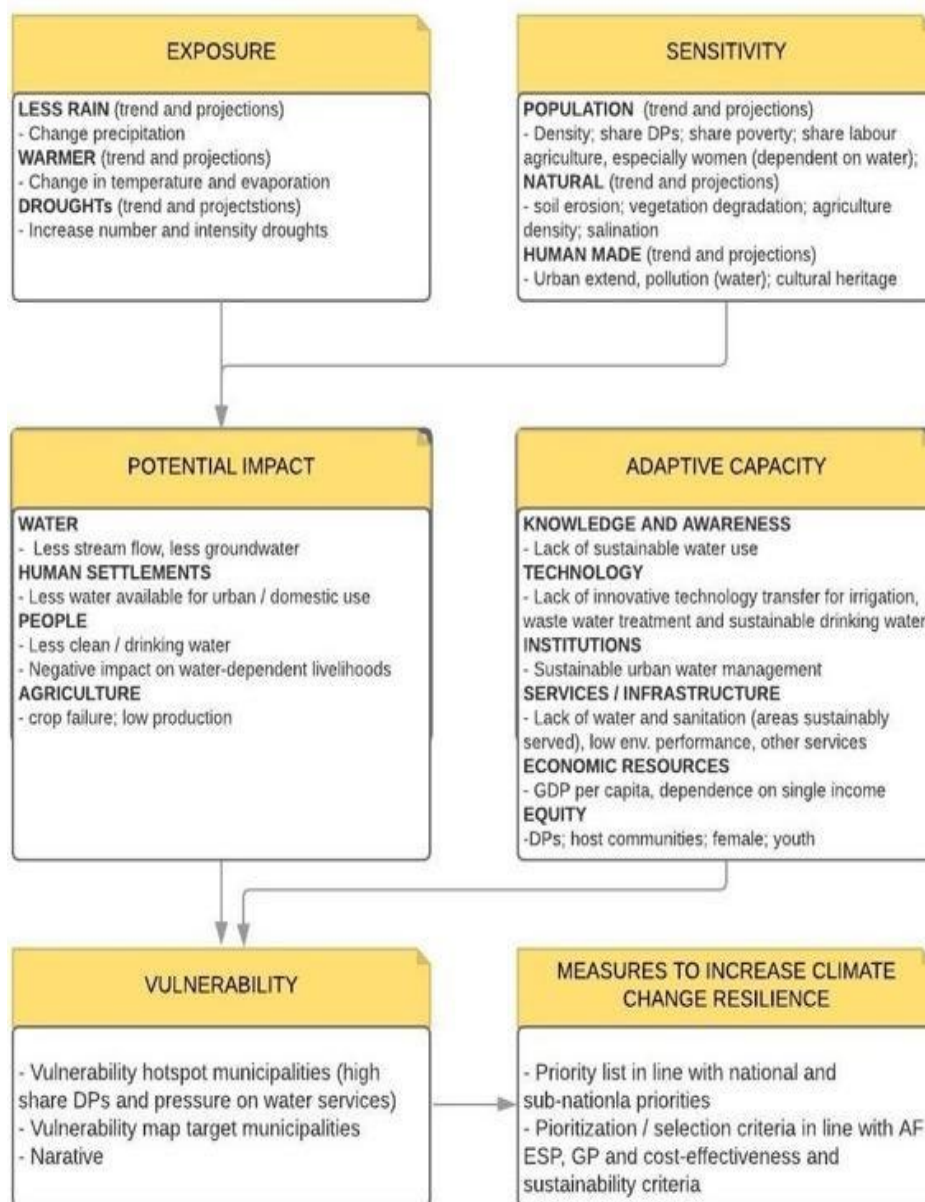 EXPOSURE
LESS RAIN (trend and projections)
- Change precipitation
WARMER (trend and projections)
- Change in temperature and evaporation
DROUGHTs (trend and projectstions)
- Increase number and intensity droughts
SENSITIVITY
POPULATION (trend and projections)
- Density; share DPs; share poverty; share labour
agriculture, especially women (dependent on water);
NATURAL (trend and projections)
- soil erosion; vegetation degradation; agriculture
density; salination
HUMAN MADE (trend and projections)
- Urban extend, pollution (water); cultural heritage
POTENTIAL IMPACT
WATER
- Less stream flow, less groundwater
HUMAN SETTLEMENTS
- Less water available for urban / domestic use
PEOPLE
- Less clean / drinking water
- Negative impact on water-dependent livelihoods
AGRICULTURE
- crop failure; low production
ADAPTIVE CAPACITY
KNOWLEDGE AND AWARENESS
- Lack of sustainable water use
TECHNOLOGY
- Lack of innovative technology transfer for irrigation,
waste water treatment and sustainable drinking water
INSTITUTIONS
- Sustainable urban water management
SERVICES / INFRASTRUCTURE
- Lack of water and sanitation (areas sustainably
served), low env. performance, other services
ECONOMIC RESOURCES
- GDP per capita, dependence on single income
EQUITY
-DPs; host communities; female; youth
VULNERABILITY
- Vulnerability hotspot municipalities (high
share DPs and pressure on water services)
- Vulnerability map target municipalities
- Narative
MEASURES TO INCREASE CLIMATE
CHANGE RESILIENCE
- Priority list in line with national and
sub-nationla priorities
- Pioritization / selection criteria in line with AF
ESP, GP and cost-effectiveness and
sustainability criteria